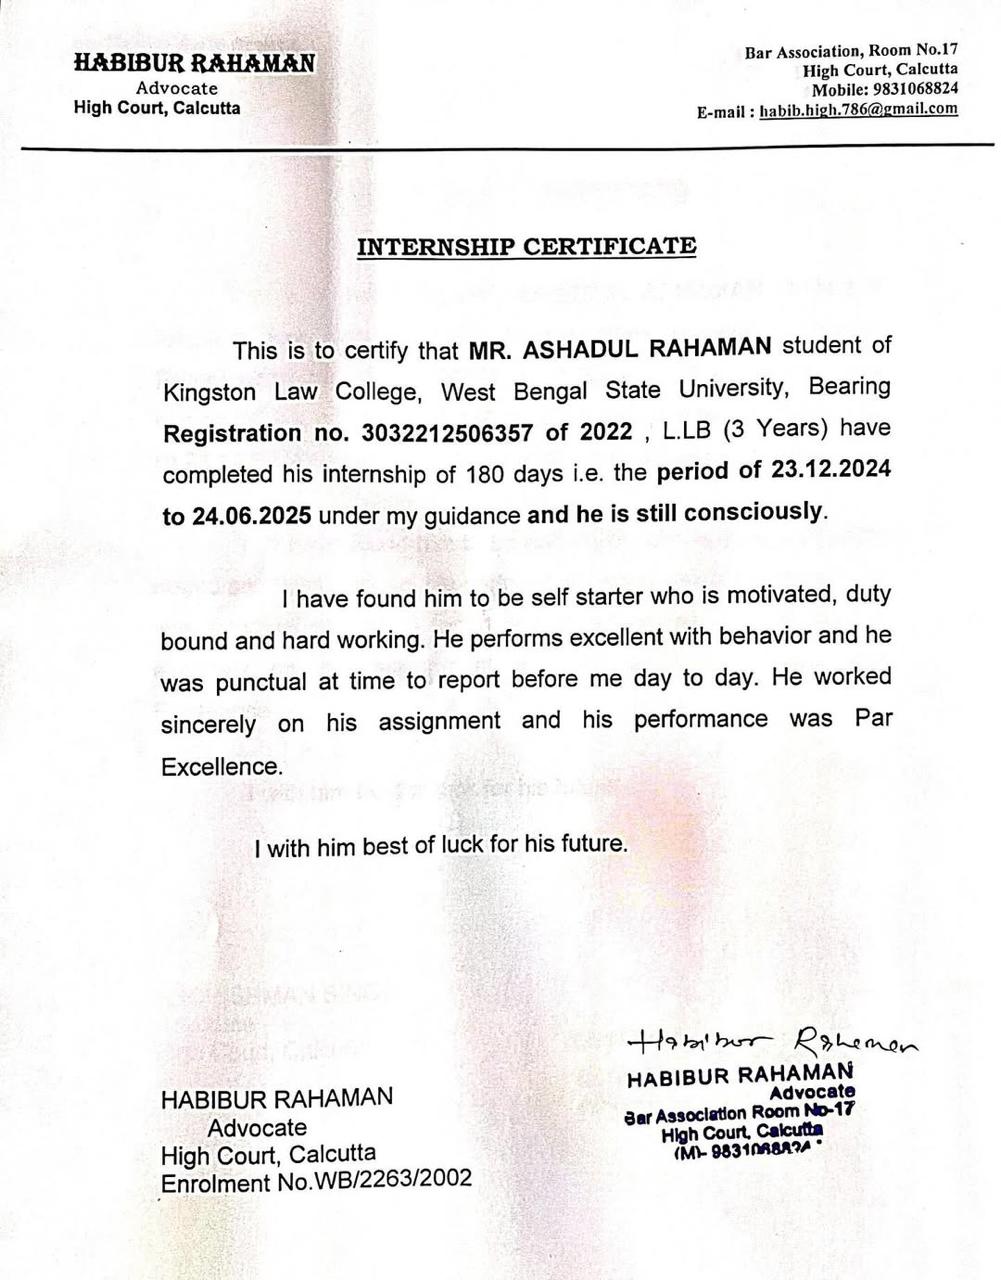 HABIBUR RAHAMAN
Advocate
High Court, Calcutta
Bar Association, Room No.17
High Court, Calcutta
Mobile: 9831068824
E-mail : habib.high.786@gmail.com
INTERNSHIP CERTIFICATE
This is to certify that MR. ASHADUL RAHAMAN student of
Kingston Law College, West Bengal State University, Bearing
Registration no. 3032212506357 of 2022 , L.LB (3 Years) have
completed his internship of 180 days i.e. the period of 23.12.2024
to 24.06.2025 under my guidance and he is still consciously.
I have found him to be self starter who is motivated, duty
bound and hard working. He performs excellent with behavior and he
was punctual at time to report before me day to day. He worked
sincerely on his assignment and his performance was Par
Excellence.
I with him best of luck for his future.
Habibur Rahaman
HABIBUR RAHAMAN
Advocate
Bar Association Room No-17
High Court, Calcutta
(M)- 9831068824
HABIBUR RAHAMAN
Advocate
High Court, Calcutta
Enrolment No.WB/2263/2002